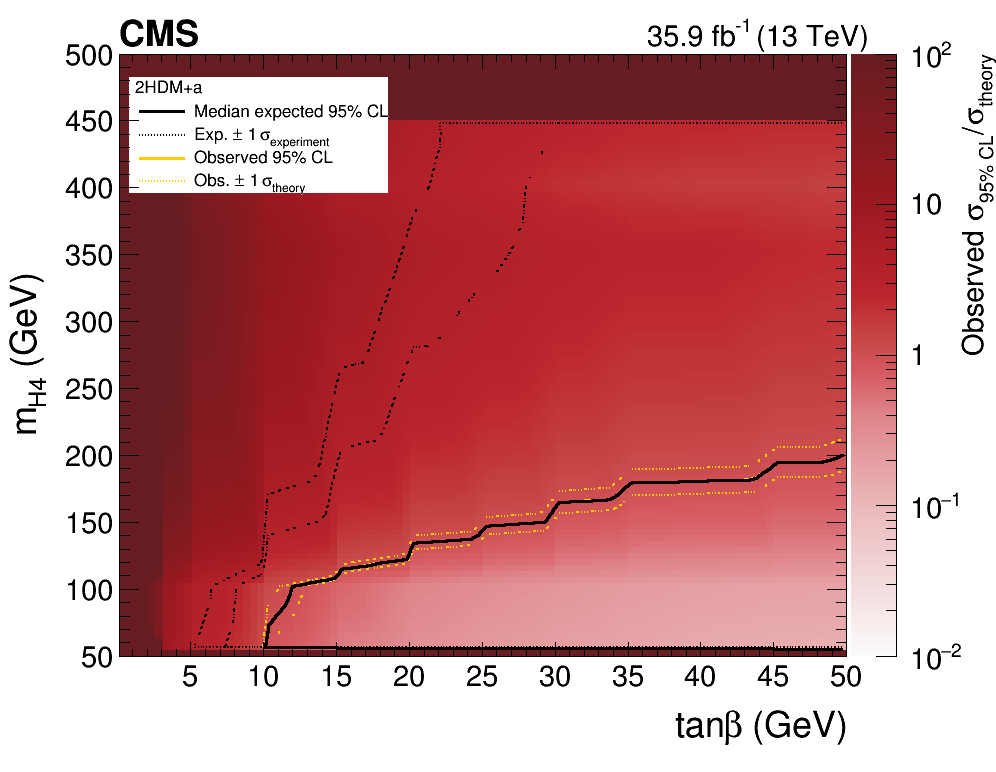 CMS
35.9 fb⁻¹ (13 TeV)
2HDM+a
Median expected 95% CL
Exp. ± 1 σexperiment
Observed 95% CL
Obs. ± 1 σtheory
500
450
400
350
300
250
200
150
100
50
mH4 (GeV)
5 10 15 20 25 30 35 40 45 50
tanβ (GeV)
10²
10
1
10⁻¹
10⁻²
Observed σ95% CL/σtheory